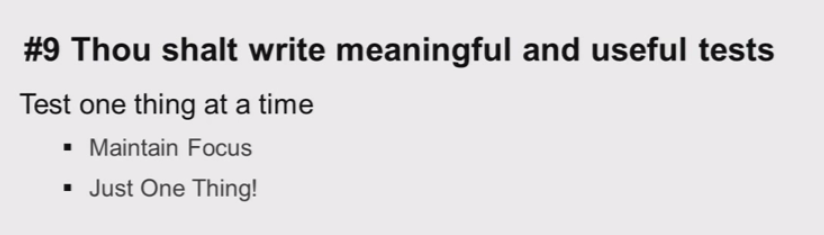 #9 Thou shalt write meaningful and useful tests
Test one thing at a time
▪ Maintain Focus
▪ Just One Thing!